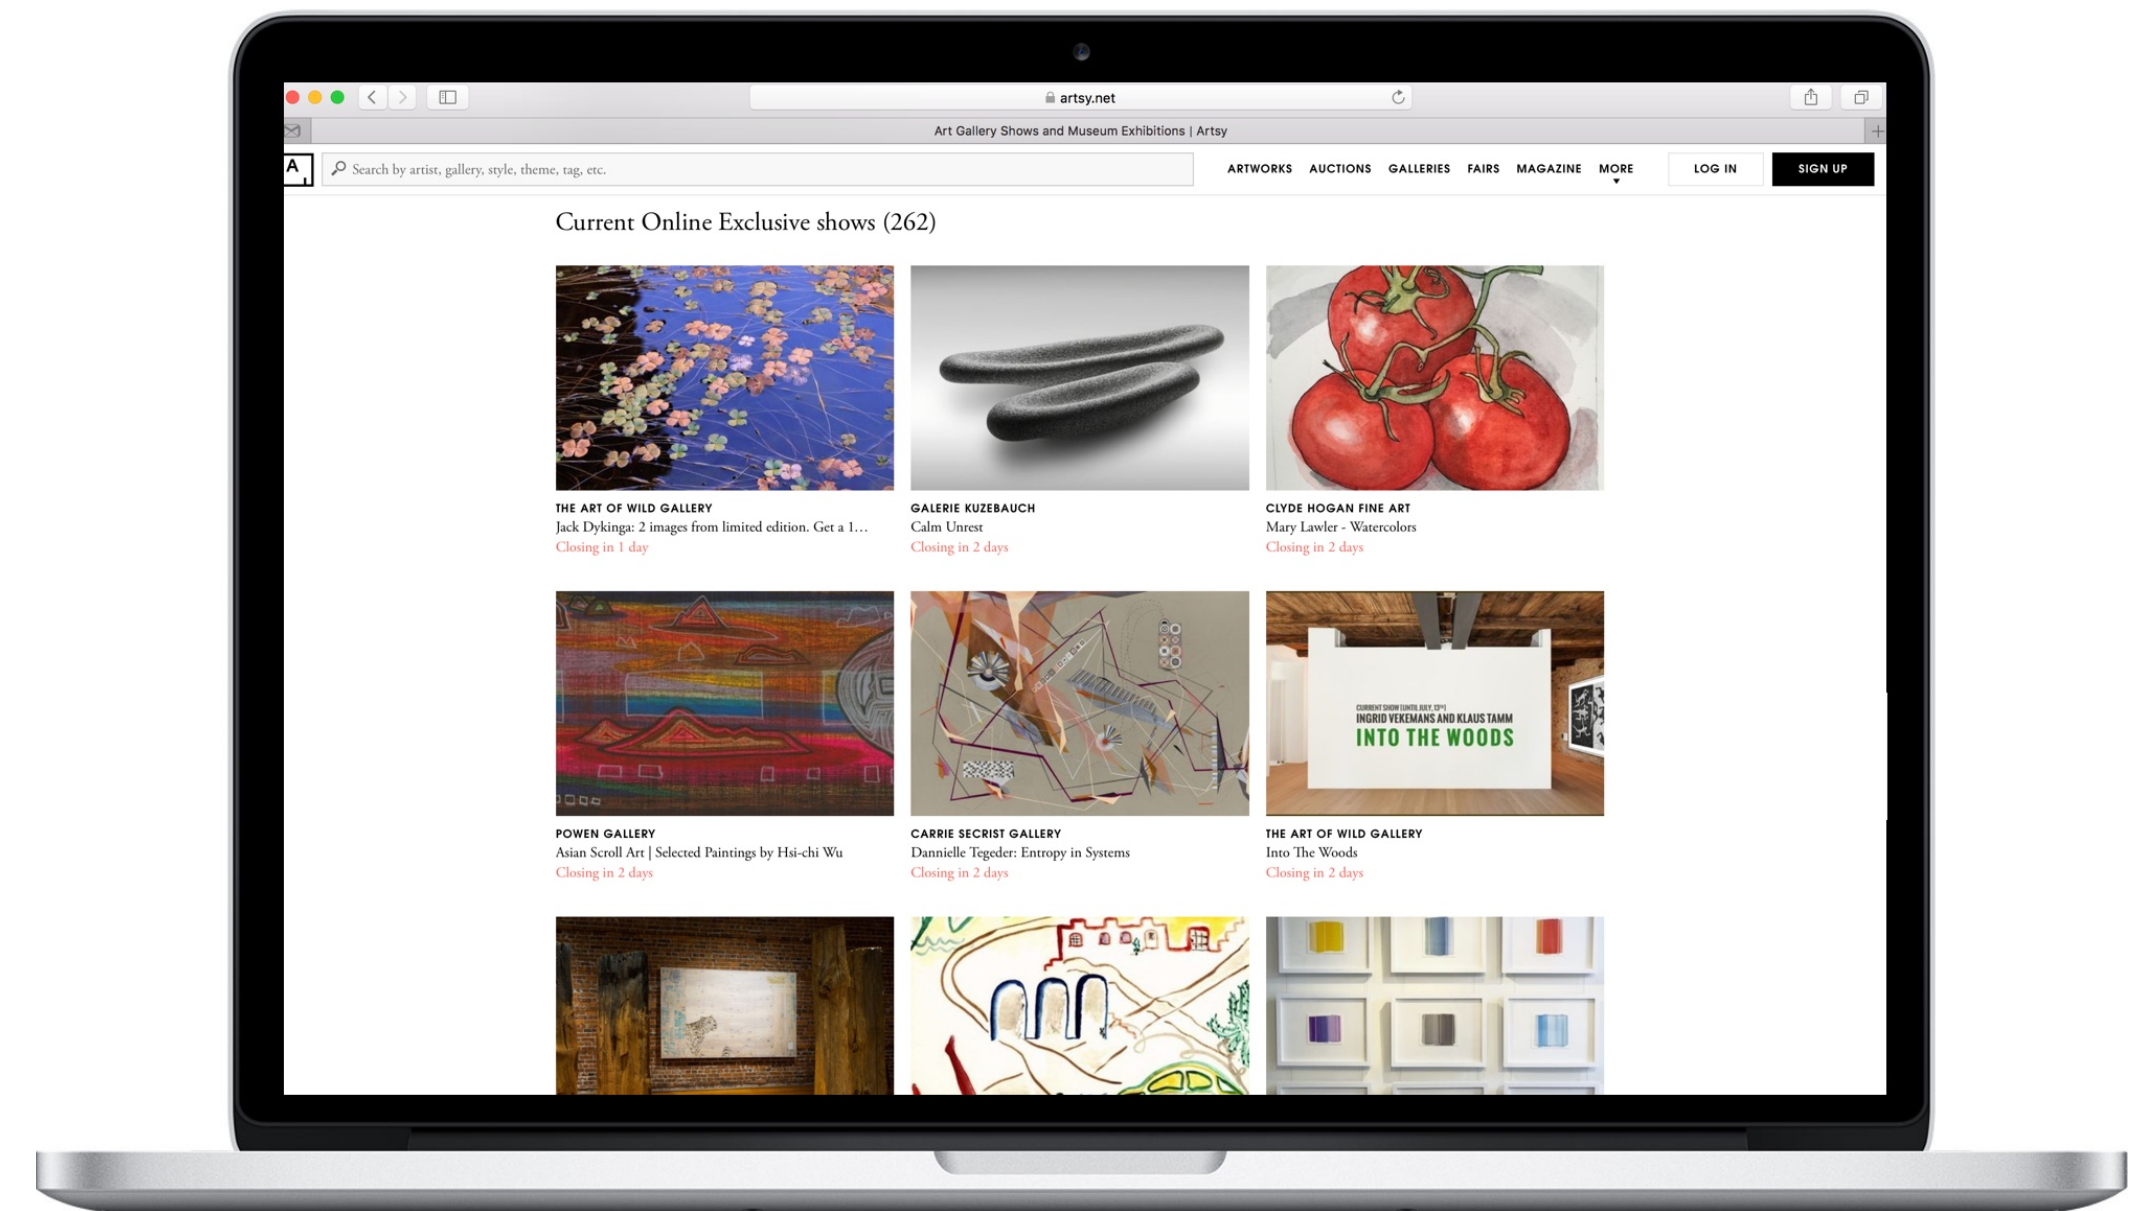 artsy.net
Art Gallery Shows and Museum Exhibitions | Artsy
A
Search by artist, gallery, style, theme, tag, etc.
ARTWORKS AUCTIONS GALLERIES FAIRS MAGAZINE MORE
LOG IN
SIGN UP
Current Online Exclusive shows (262)
THE ART OF WILD GALLERY
Jack Dykinga: 2 images from limited edition. Get a 1…
Closing in 1 day
GALERIE KUZEBAUCH
Calm Unrest
Closing in 2 days
CLYDE HOGAN FINE ART
Mary Lawler - Watercolors
Closing in 2 days
CURRENT SHOW (UNTIL JULY, 13TH)
INGRID VEKEMANS AND KLAUS TAMM
INTO THE WOODS
POWEN GALLERY
Asian Scroll Art | Selected Paintings by Hsi-chi Wu
Closing in 2 days
CARRIE SECRIST GALLERY
Dannielle Tegeder: Entropy in Systems
Closing in 2 days
THE ART OF WILD GALLERY
Into The Woods
Closing in 2 days